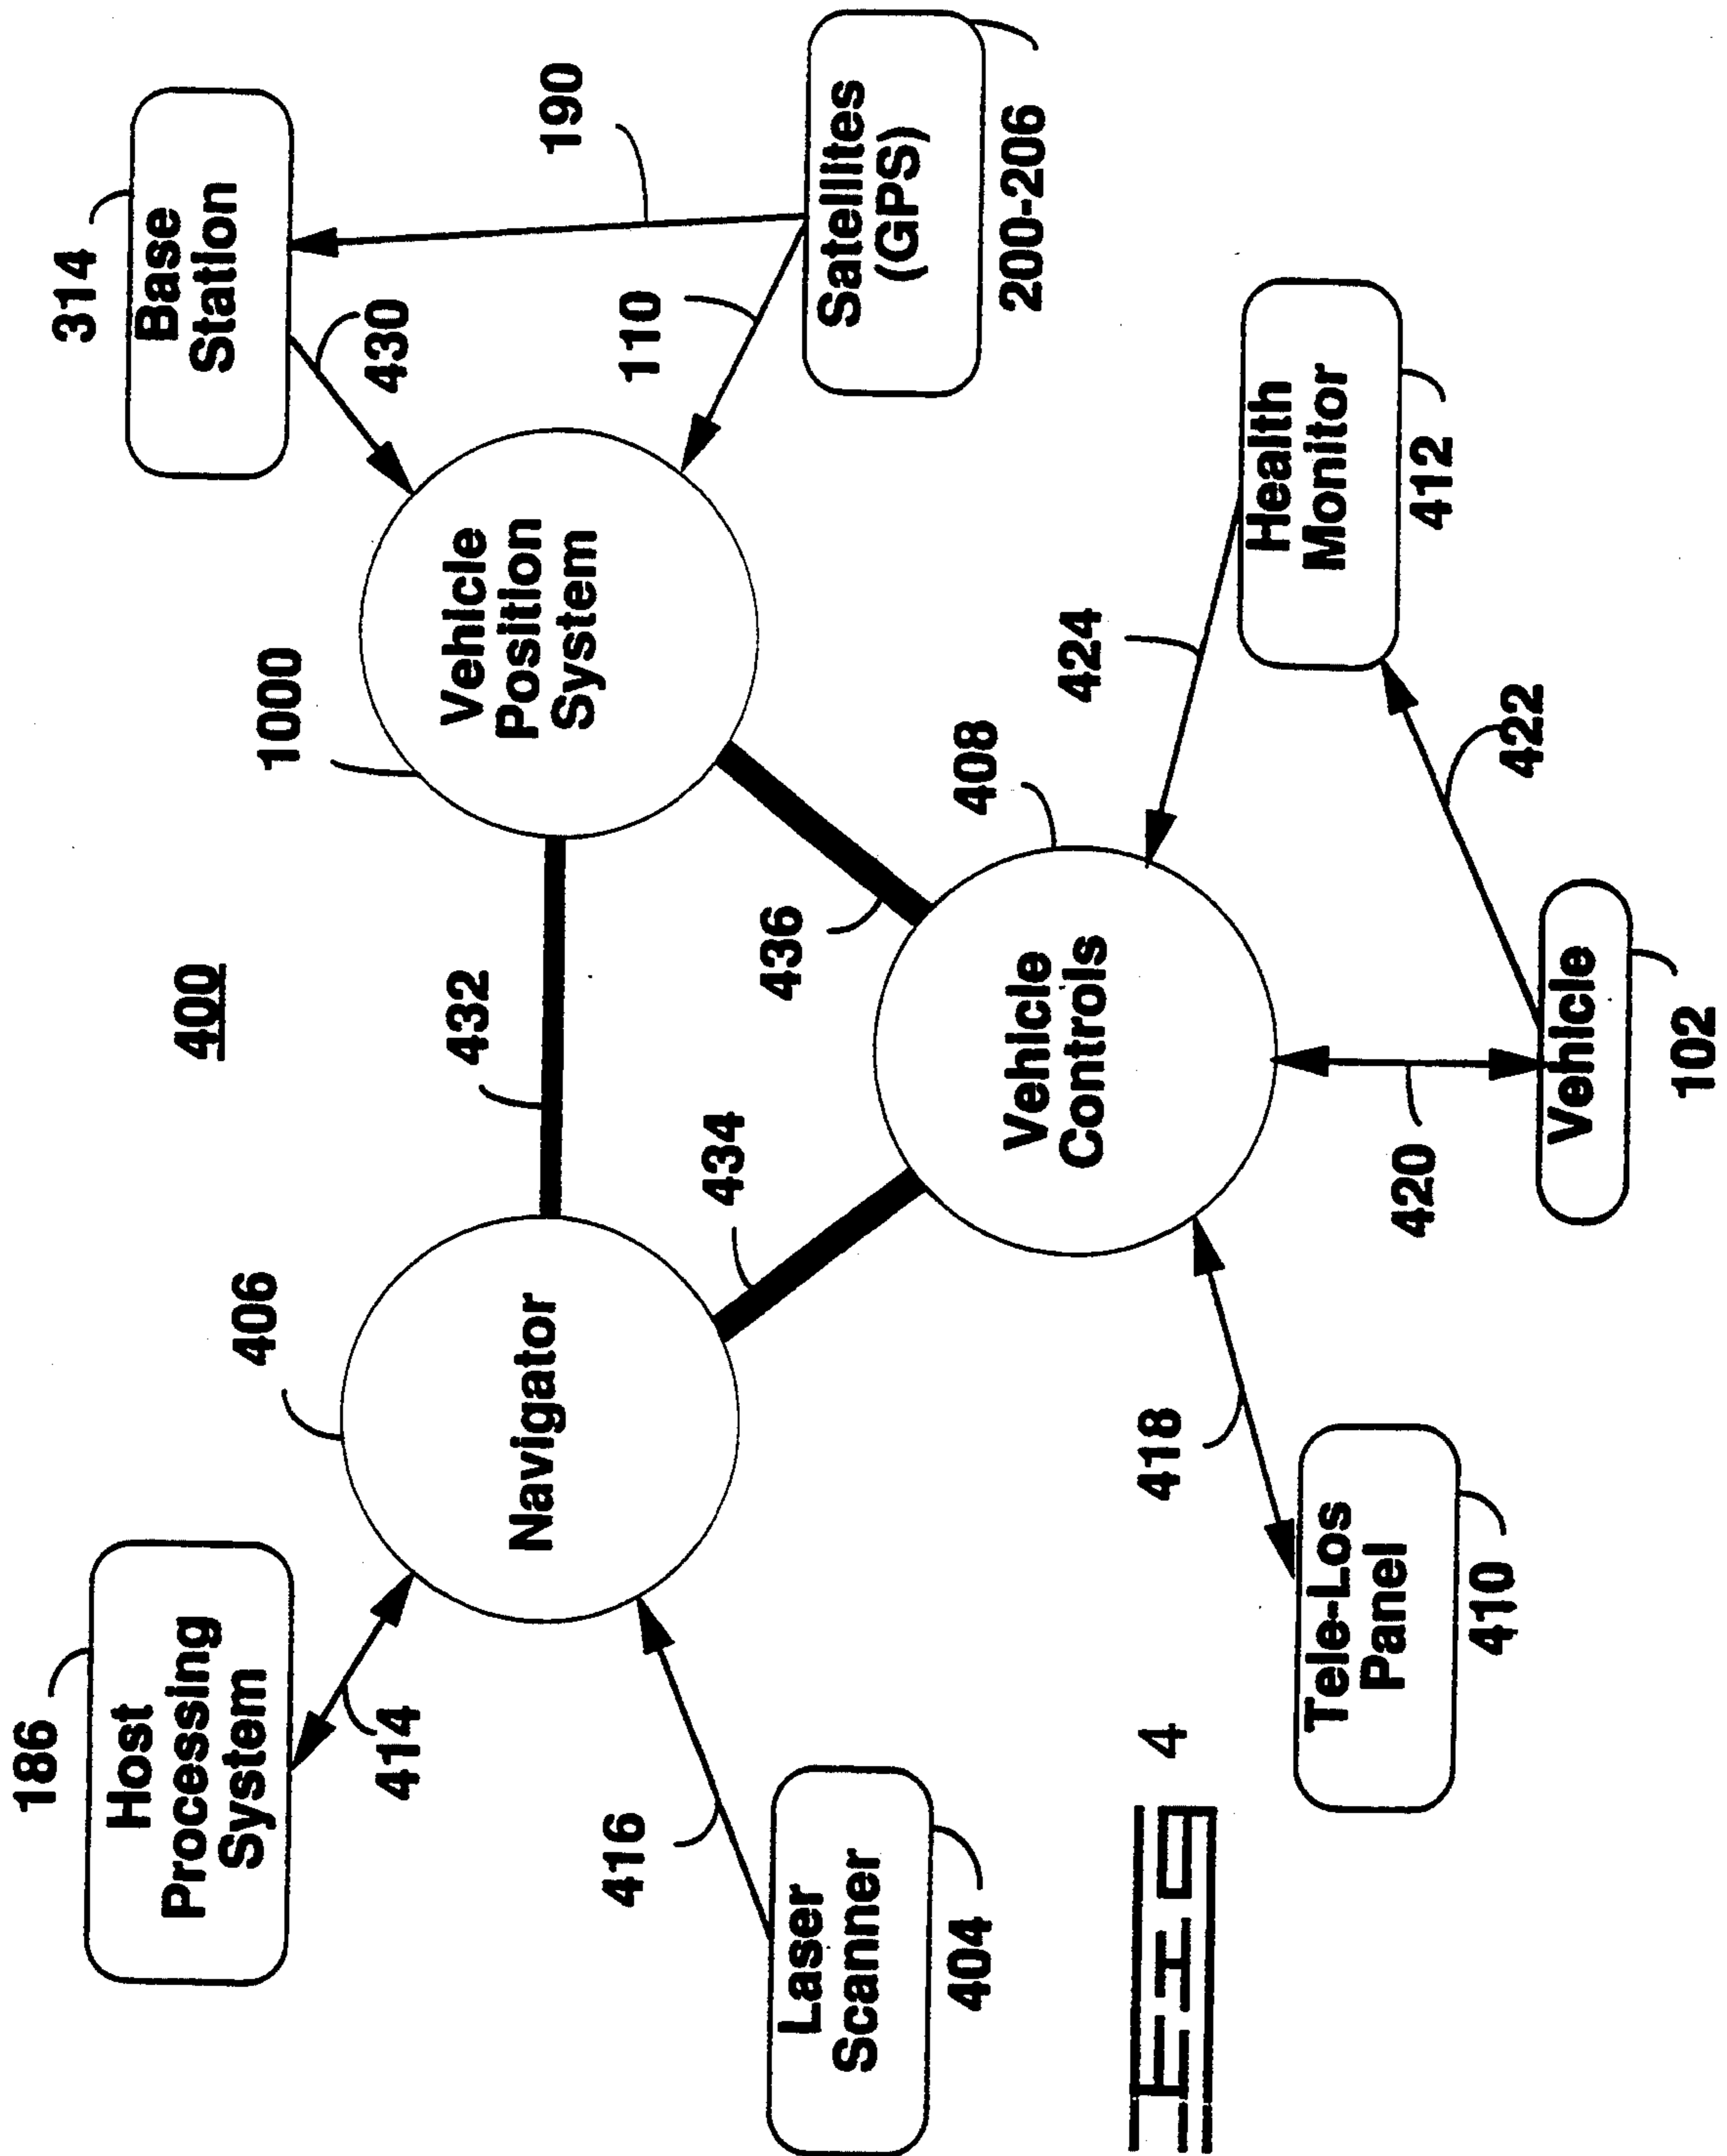 400
186
Host
Processing
System
414
406
Navigator
432
1000
Vehicle
Position
System
314
Base
Station
430
190
110
Satellites
(GPS)
200-206
416
Laser
Scanner
404
434
436
408
Vehicle
Controls
424
Health
Monitor
412
418
Tele-Los
Panel
410
420
422
Vehicle
102
FIG 4